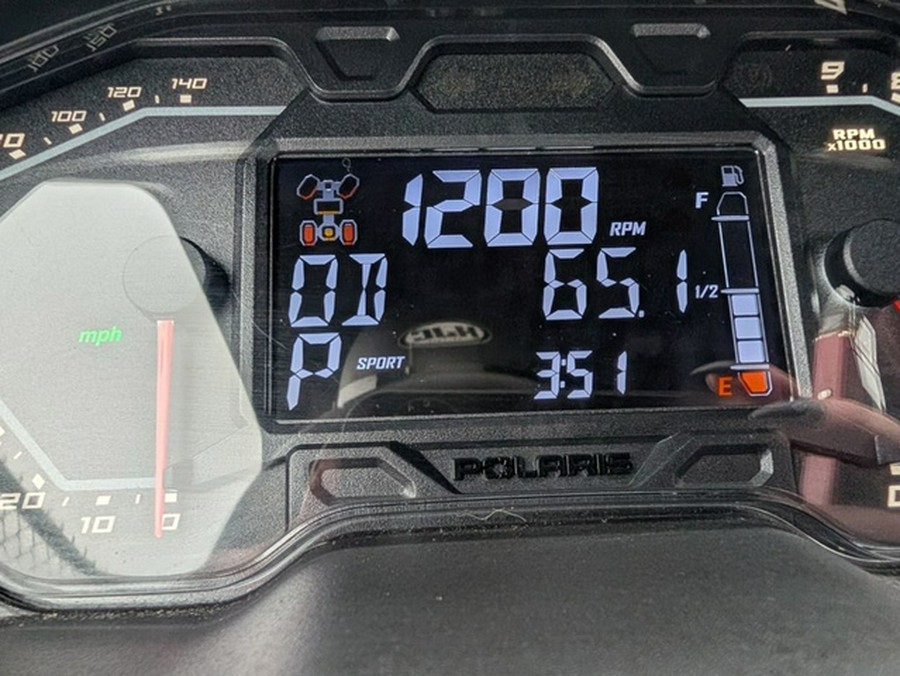 140
120
100
9
RPM
x1000
1200 RPM
F
OD 65.1
1/2
P SPORT 3:51
E
mph
POLARIS
20
10
0